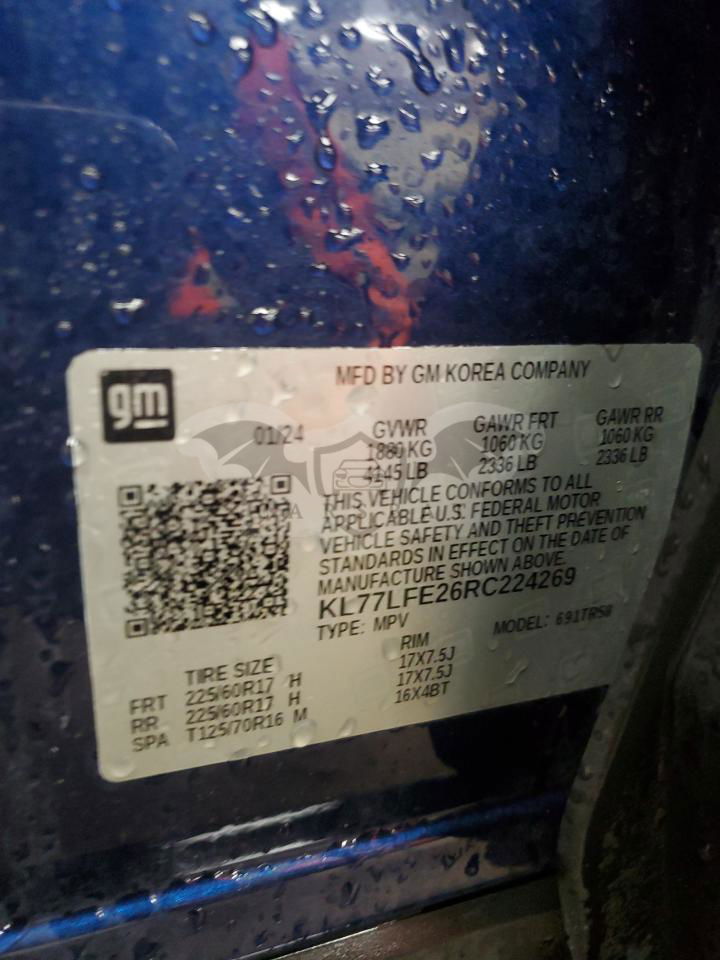 gm
MFD BY GM KOREA COMPANY
01/24 GVWR GAWR FRT GAWR RR
1880 KG 1060 KG 1060 KG
4145 LB 2336 LB 2336 LB
THIS VEHICLE CONFORMS TO ALL
APPLICABLE U.S. FEDERAL MOTOR
VEHICLE SAFETY AND THEFT PREVENTION
STANDARDS IN EFFECT ON THE DATE OF
MANUFACTURE SHOWN ABOVE.
KL77LFE26RC224269
TYPE: MPV MODEL: 691TR58
TIRE SIZE RIM
FRT 225/60R17 H 17X7.5J
RR 225/60R17 H 17X7.5J
SPA T125/70R16 M 16X4BT